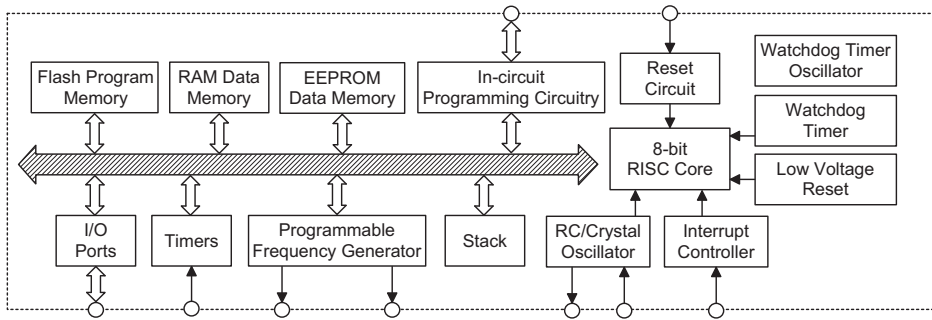 Flash Program
Memory
RAM Data
Memory
EEPROM
Data Memory
In-circuit
Programming Circuitry
Reset
Circuit
Watchdog Timer
Oscillator
Watchdog
Timer
8-bit
RISC Core
Low Voltage
Reset
I/O
Ports
Timers
Programmable
Frequency Generator
Stack
RC/Crystal
Oscillator
Interrupt
Controller